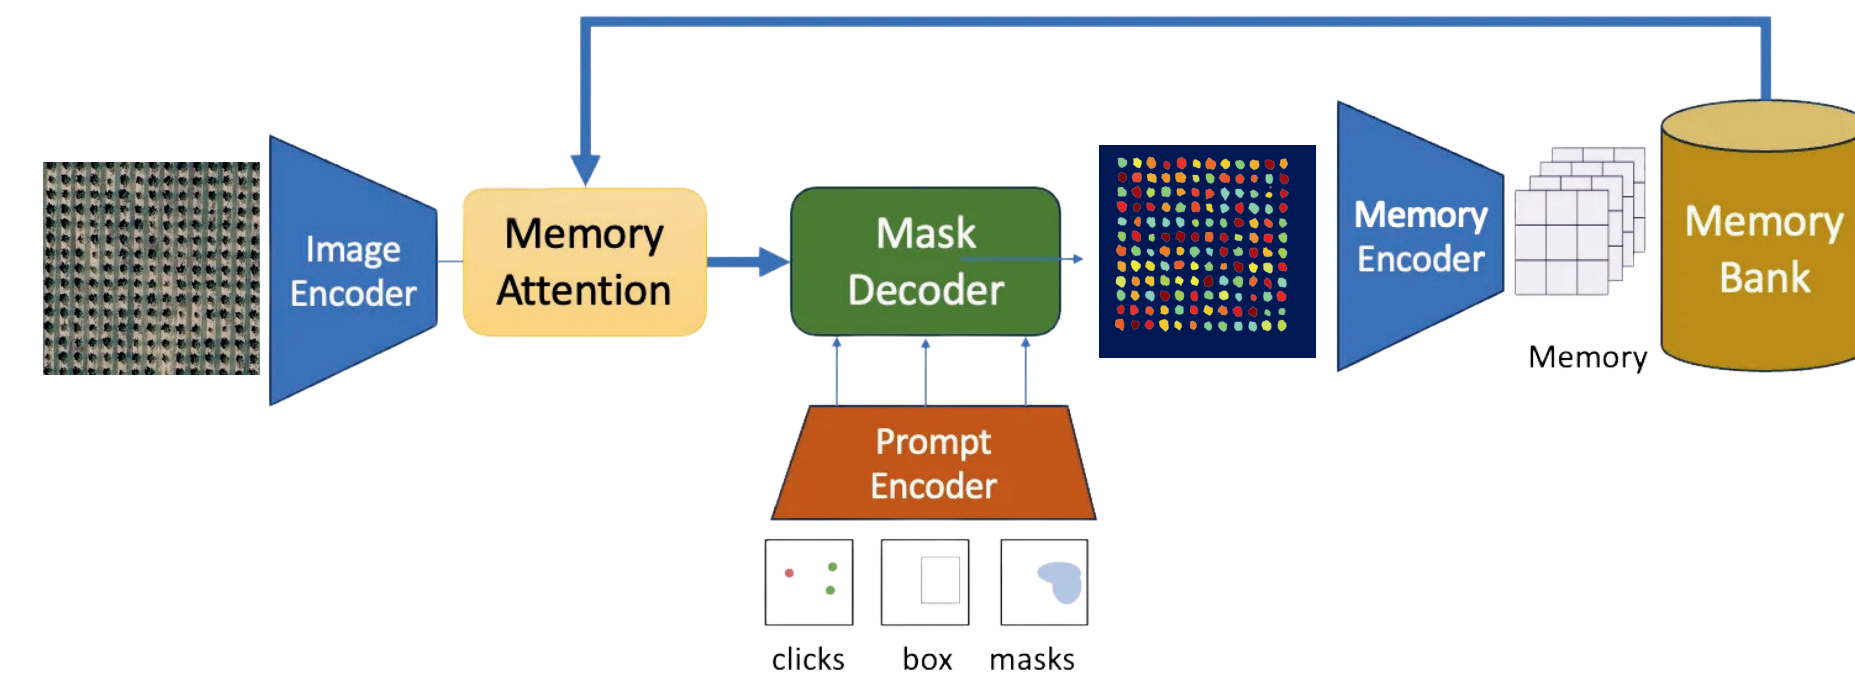 Image
Encoder
Memory
Attention
Mask
Decoder
Memory
Encoder
Memory
Memory
Bank
Prompt
Encoder
clicks
box
masks